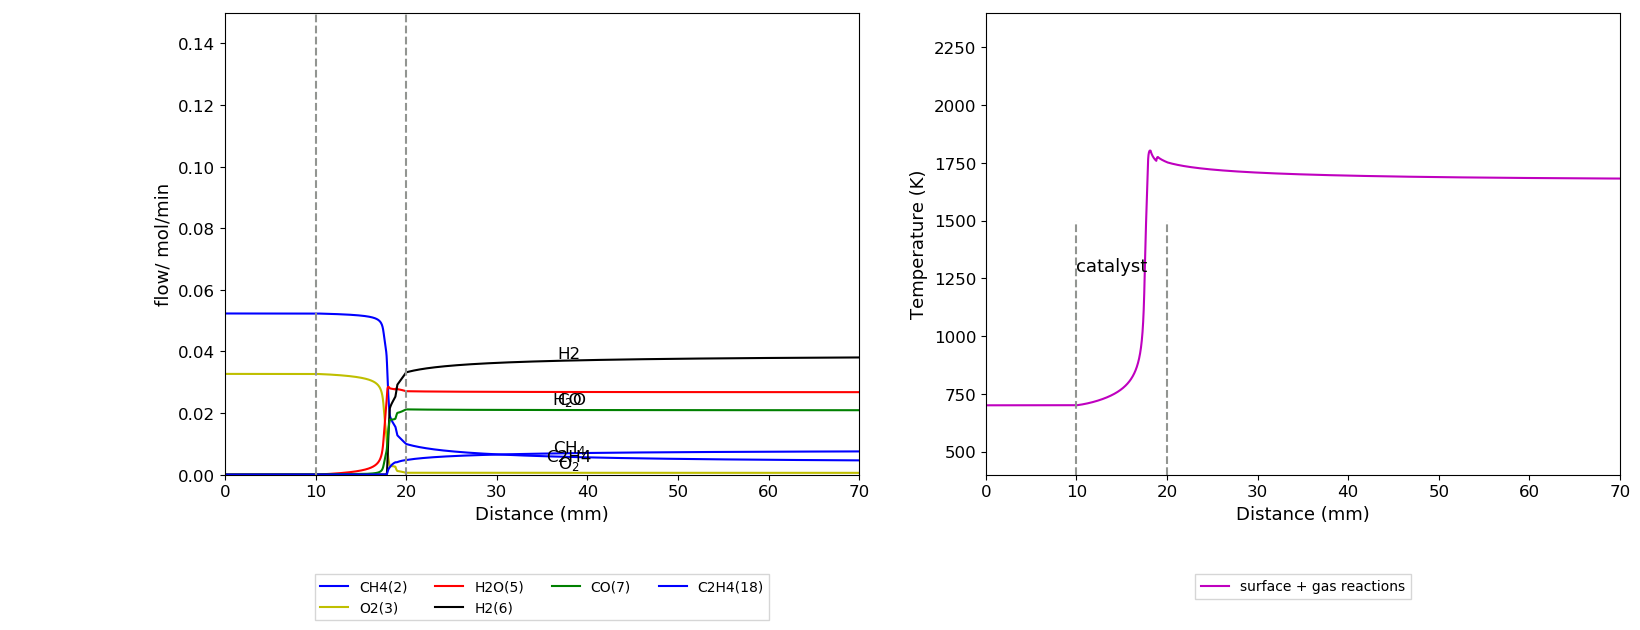 0.14
0.12
0.10
0.08
0.06
0.04
0.02
0.00
flow/ mol/min
H2
H₂O
CO
CH₄
C2H4
O₂
0 10 20 30 40 50 60 70
Distance (mm)
CH4(2) H2O(5) CO(7) C2H4(18)
O2(3) H2(6)
2250
2000
1750
1500
1250
1000
750
500
Temperature (K)
catalyst
0 10 20 30 40 50 60 70
Distance (mm)
surface + gas reactions